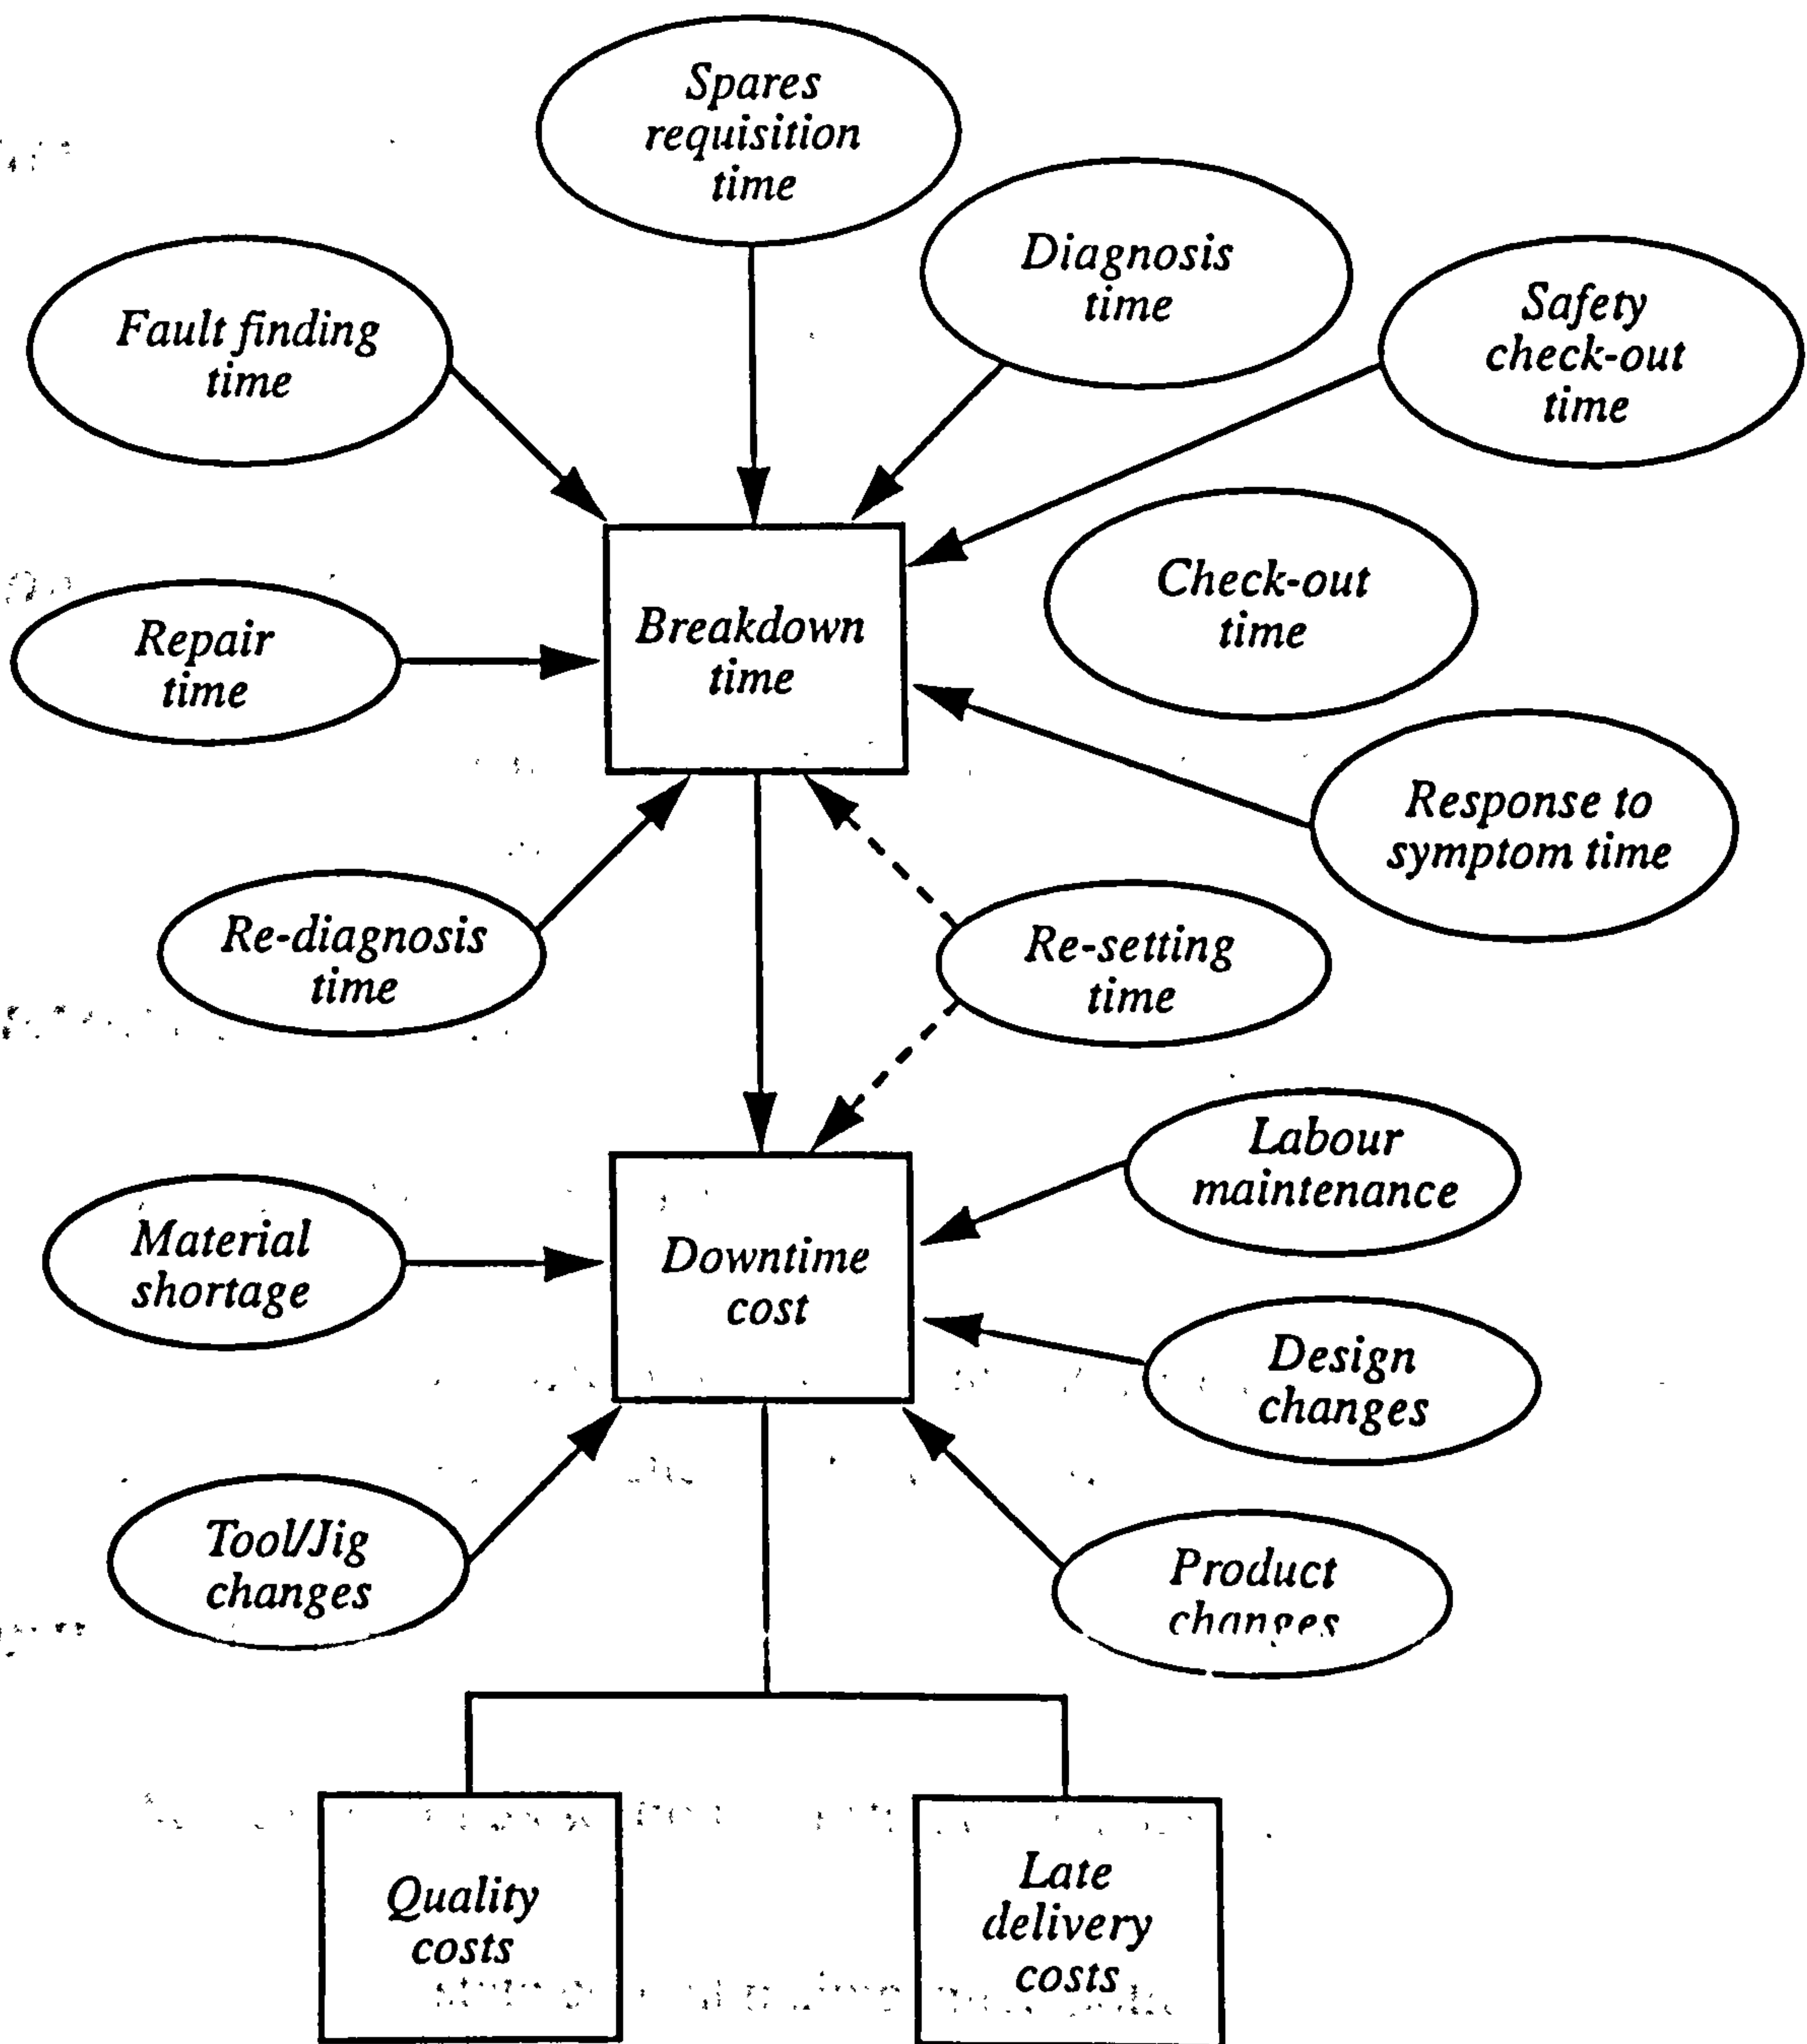 Spares
requisition
time
Diagnosis
time
Safety
check-out
time
Fault finding
time
Check-out
time
Breakdown
time
Repair
time
Response to
symptom time
Re-diagnosis
time
Re-setting
time
Labour
maintenance
Material
shortage
Downtime
cost
Design
changes
Tool/Jig
changes
Product
changes
Quality
costs
Late
delivery
costs